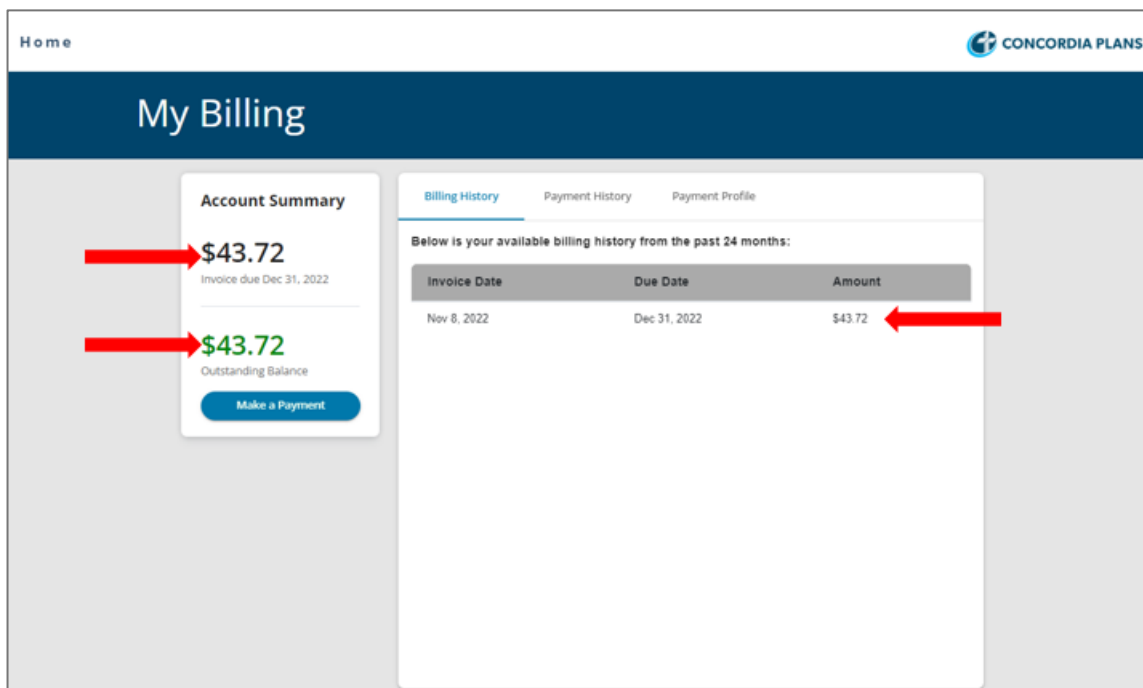 Home
CONCORDIA PLANS
My Billing
Account Summary
$43.72
Invoice due Dec 31, 2022
$43.72
Outstanding Balance
Make a Payment
Billing History Payment History Payment Profile
Below is your available billing history from the past 24 months:
Invoice Date Due Date Amount
Nov 8, 2022 Dec 31, 2022 $43.72